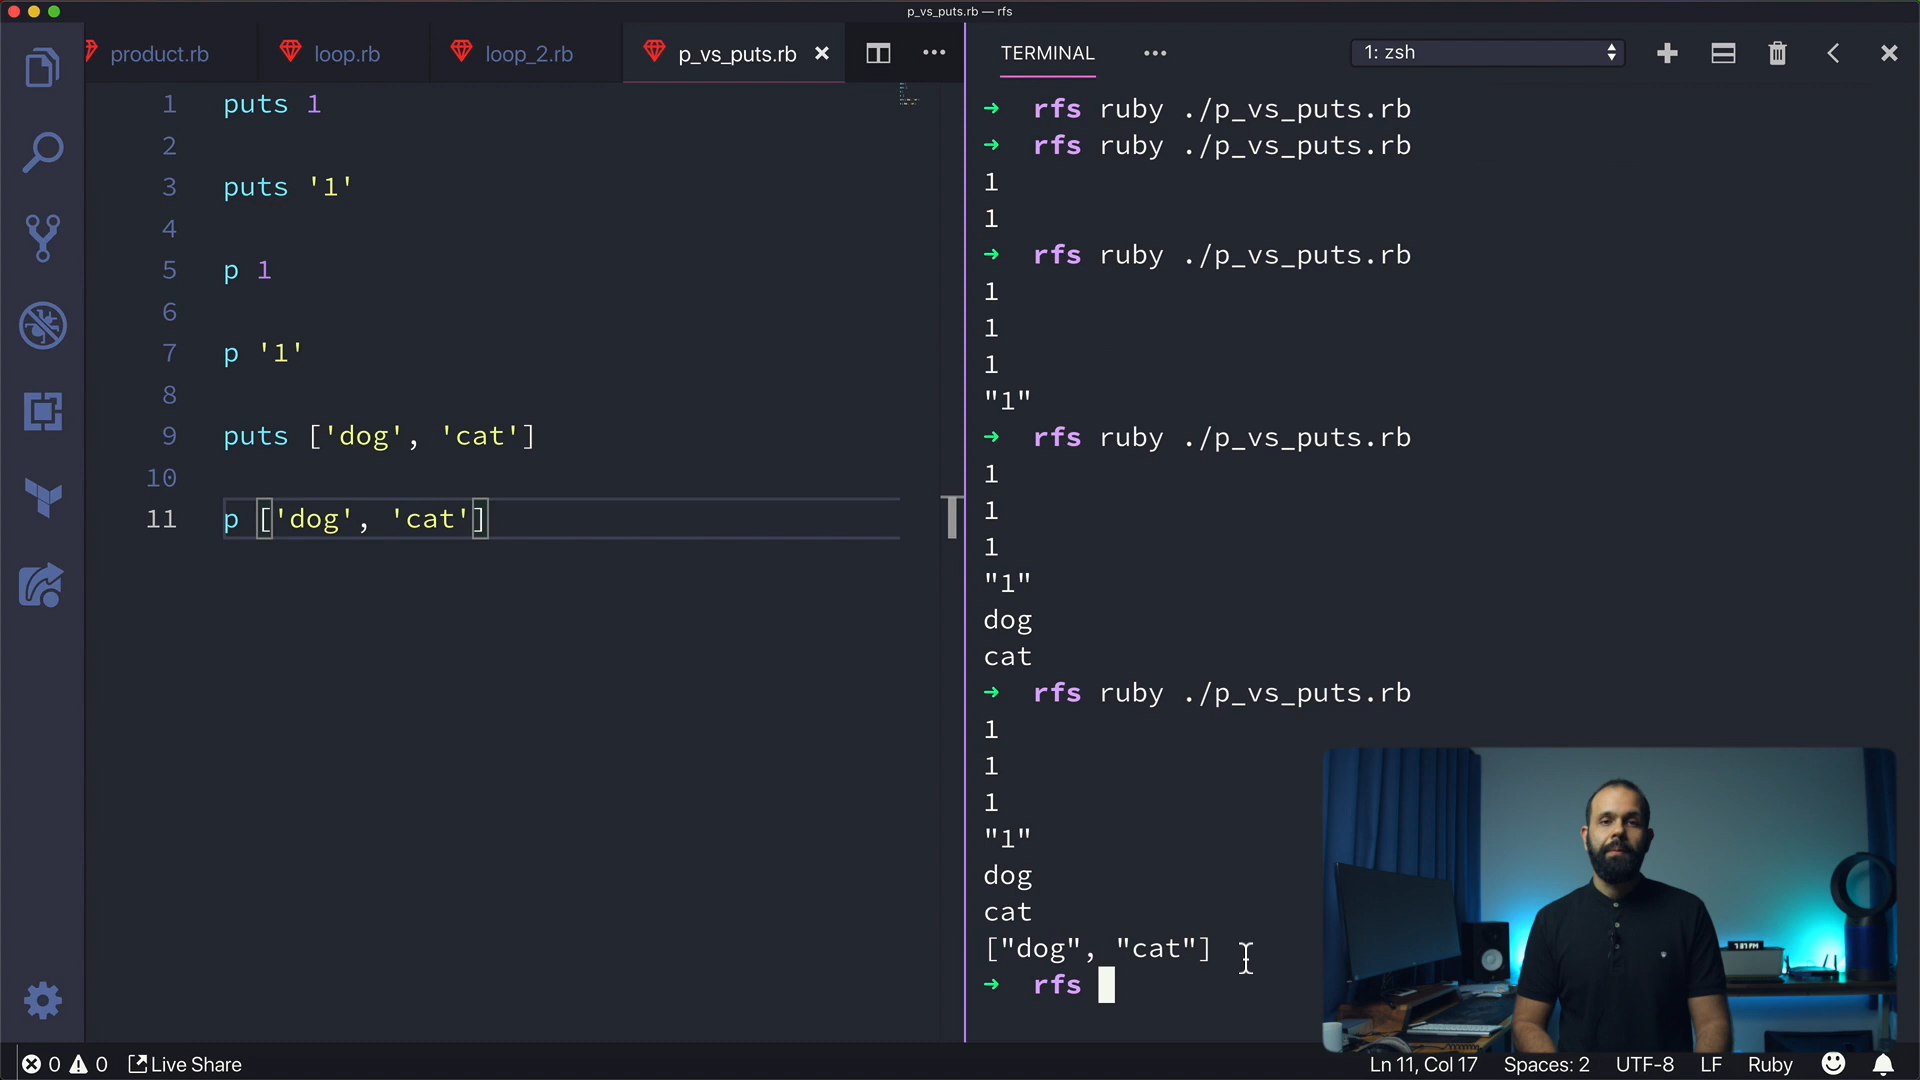 p_vs_puts.rb — rfs
product.rb loop.rb loop_2.rb p_vs_puts.rb
1 puts 1
2
3 puts '1'
4
5 p 1
6
7 p '1'
8
9 puts ['dog', 'cat']
10
11 p ['dog', 'cat']
TERMINAL 1: zsh
➜ rfs ruby ./p_vs_puts.rb
➜ rfs ruby ./p_vs_puts.rb
1
1
➜ rfs ruby ./p_vs_puts.rb
1
1
1
"1"
➜ rfs ruby ./p_vs_puts.rb
1
1
1
"1"
dog
cat
➜ rfs ruby ./p_vs_puts.rb
1
1
1
"1"
dog
cat
["dog", "cat"]
➜ rfs
0 0 Live Share Ln 11, Col 17 Spaces: 2 UTF-8 LF Ruby